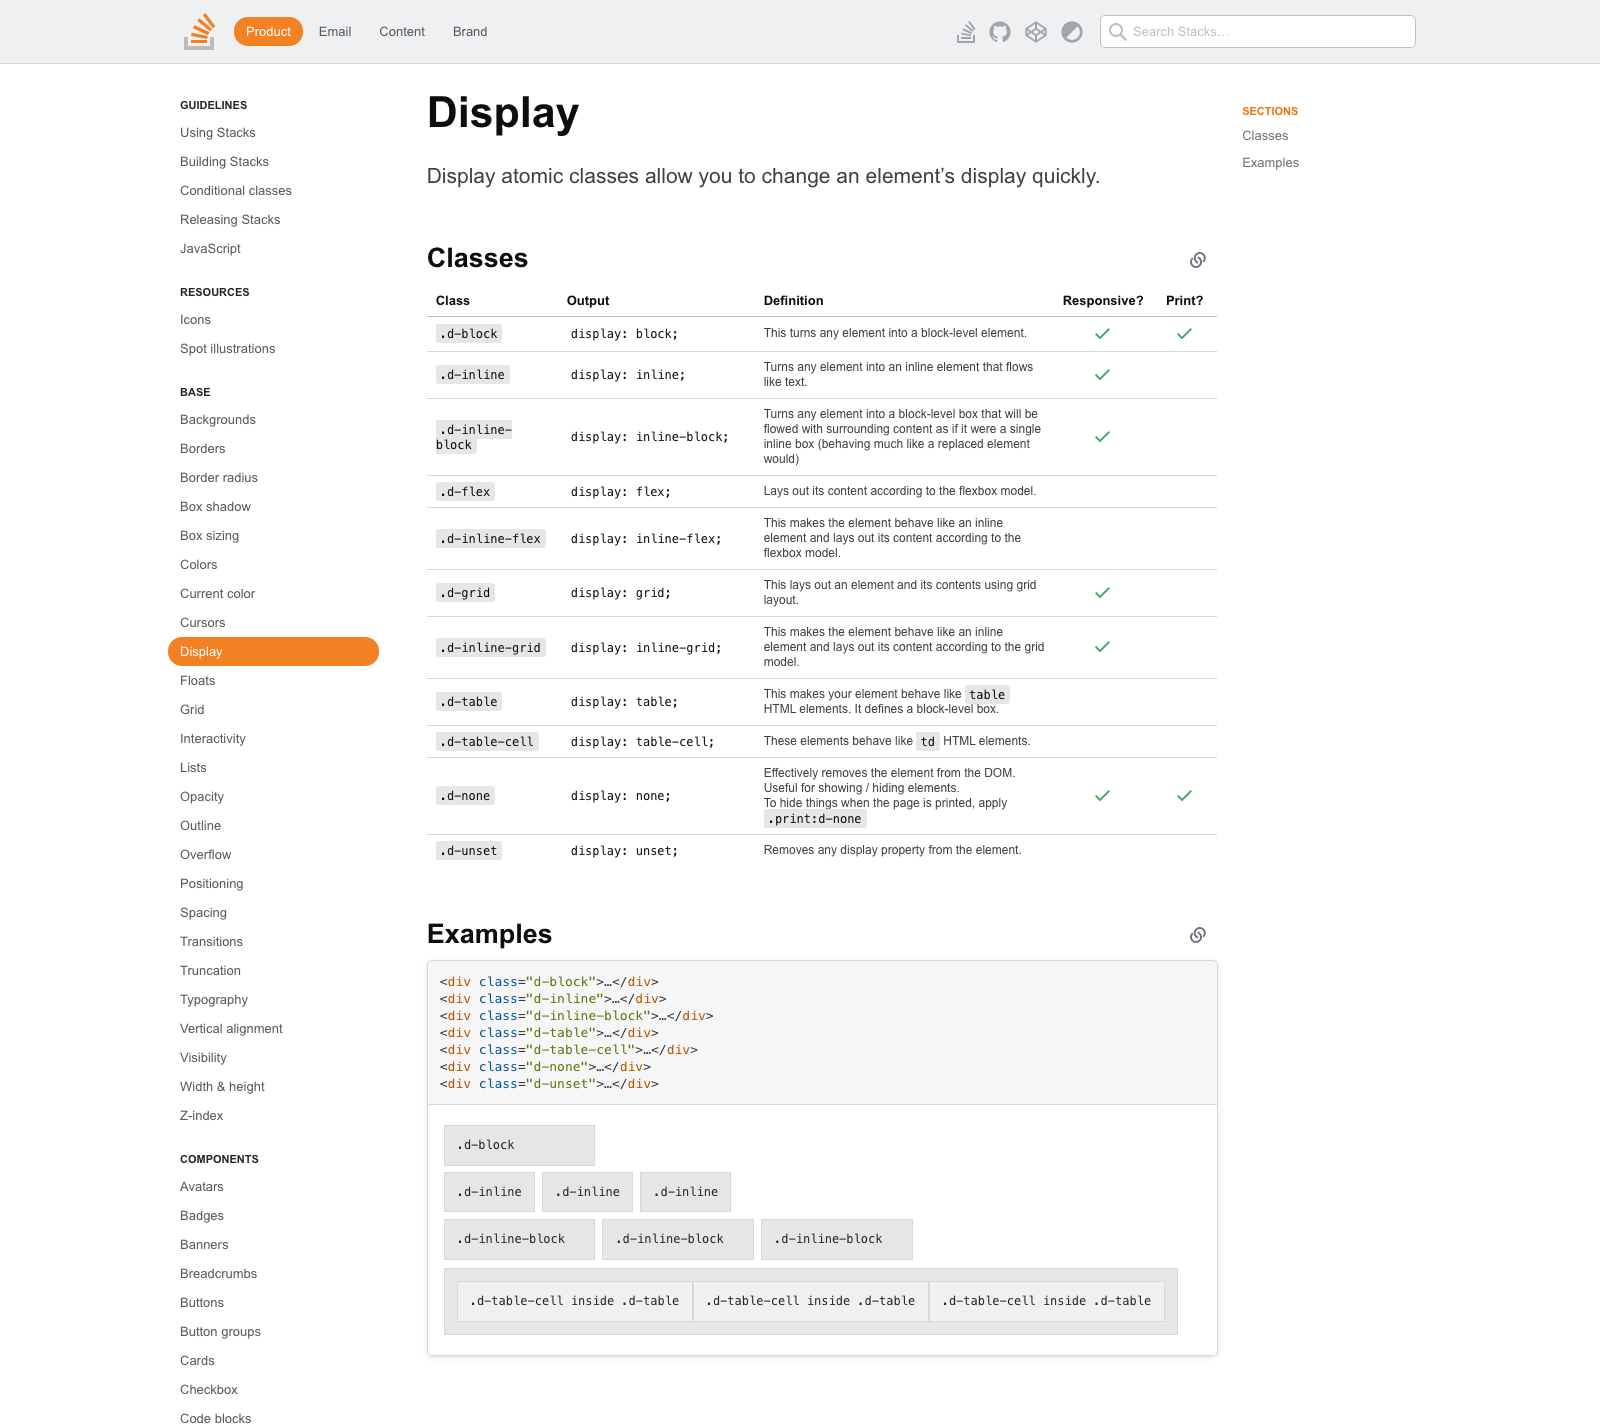 Product
Email
Content
Brand
Search Stacks…
GUIDELINES
Using Stacks
Building Stacks
Conditional classes
Releasing Stacks
JavaScript
RESOURCES
Icons
Spot illustrations
BASE
Backgrounds
Borders
Border radius
Box shadow
Box sizing
Colors
Current color
Cursors
Display
Floats
Grid
Interactivity
Lists
Opacity
Outline
Overflow
Positioning
Spacing
Transitions
Truncation
Typography
Vertical alignment
Visibility
Width & height
Z-index
COMPONENTS
Avatars
Badges
Banners
Breadcrumbs
Buttons
Button groups
Cards
Checkbox
Code blocks
Display
Display atomic classes allow you to change an element’s display quickly.
Classes
Class Output Definition Responsive? Print?
.d-block display: block; This turns any element into a block-level element.
.d-inline display: inline; Turns any element into an inline element that flows
like text.
.d-inline-
block
display: inline-block;
Turns any element into a block-level box that will be
flowed with surrounding content as if it were a single
inline box (behaving much like a replaced element
would)
.d-flex display: flex; Lays out its content according to the flexbox model.
.d-inline-flex display: inline-flex;
This makes the element behave like an inline
element and lays out its content according to the
flexbox model.
.d-grid display: grid; This lays out an element and its contents using grid
layout.
.d-inline-grid display: inline-grid;
This makes the element behave like an inline
element and lays out its content according to the grid
model.
.d-table display: table; This makes your element behave like table
HTML elements. It defines a block-level box.
.d-table-cell display: table-cell; These elements behave like td HTML elements.
.d-none display: none;
Effectively removes the element from the DOM.
Useful for showing / hiding elements.
To hide things when the page is printed, apply
.print:d-none
.d-unset display: unset; Removes any display property from the element.
Examples
<div class="d-block">…</div>
<div class="d-inline">…</div>
<div class="d-inline-block">…</div>
<div class="d-table">…</div>
<div class="d-table-cell">…</div>
<div class="d-none">…</div>
<div class="d-unset">…</div>
.d-block
.d-inline .d-inline .d-inline
.d-inline-block .d-inline-block .d-inline-block
.d-table-cell inside .d-table .d-table-cell inside .d-table .d-table-cell inside .d-table
SECTIONS
Classes
Examples